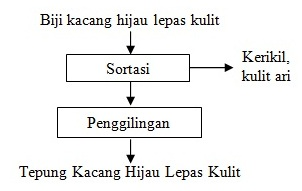 Biji kacang hijau lepas kulit
Sortasi
Kerikil,
kulit ari
Penggilingan
Tepung Kacang Hijau Lepas Kulit